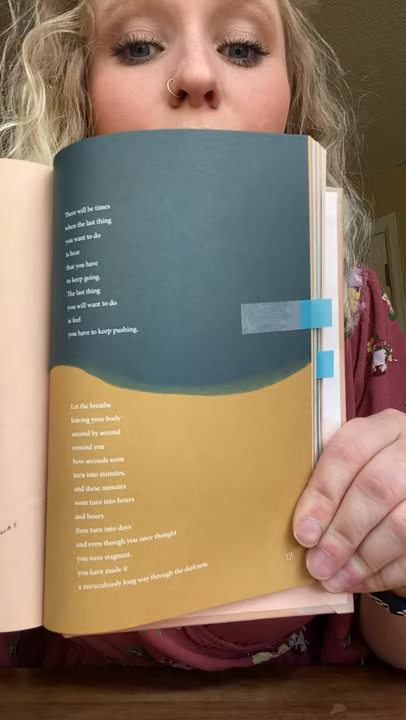 There will be times
when the last thing
you want to do
is hear
that you have
to keep going.
The last thing
you will want to do
is feel
you have to keep pushing.
Let the breaths
leaving your body
second by second
remind you
how seconds soon
turn into minutes,
and these minutes
soon turn into hours
and hours
then turn into days
and even though you once thought
you were stagnant,
you have made it
a miraculously long way through the darkness.